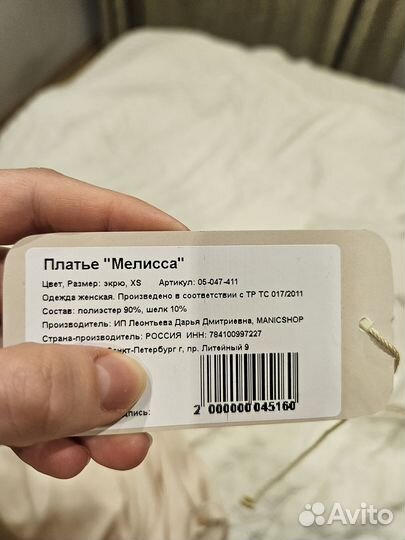 Платье "Мелисса"
Цвет, Размер: экрю, XS Артикул: 05-047-411
Одежда женская. Произведено в соответствии с ТР ТС 017/2011
Состав: полиэстер 90%, шелк 10%
Производитель: ИП Леонтьева Дарья Дмитриевна, MANICSHOP
Страна-производитель: РОССИЯ ИНН: 784100997227
Санкт-Петербург г, пр. Литейный 9
2 000000 045160
Avito